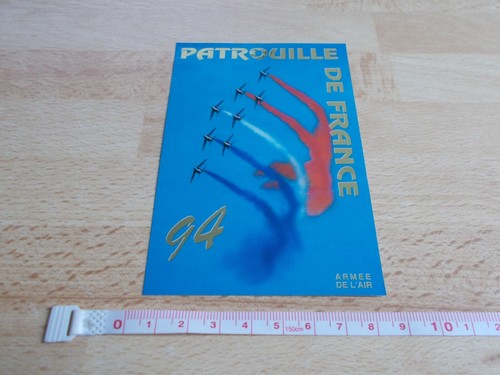 PATROUILLE
DE FRANCE
94
ARMEE
DE L'AIR
0 1 2 3 4 5 150cm 6 7 8 9 10 1 2